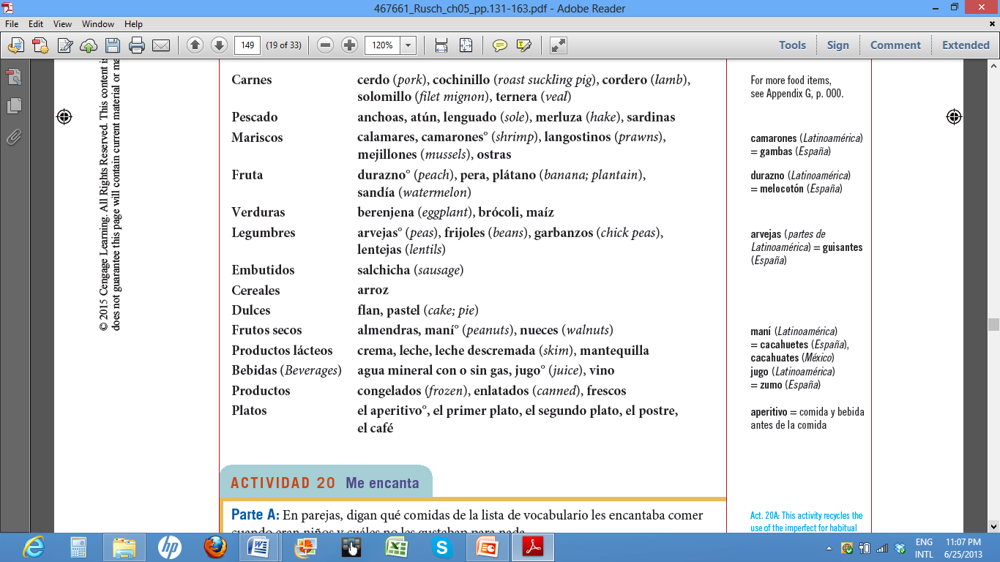 467661_Rusch_ch05_pp.131-163.pdf - Adobe Reader
File Edit View Window Help
149 (19 of 33) 120% Tools Sign Comment Extended
© 2015 Cengage Learning. All Rights Reserved. This content is
does not guarantee this page will contain current material or ma
Carnes cerdo (pork), cochinillo (roast suckling pig), cordero (lamb),
solomillo (filet mignon), ternera (veal)
Pescado anchoas, atún, lenguado (sole), merluza (hake), sardinas
Mariscos calamares, camarones° (shrimp), langostinos (prawns),
mejillones (mussels), ostras
Fruta durazno° (peach), pera, plátano (banana; plantain),
sandía (watermelon)
Verduras berenjena (eggplant), brócoli, maíz
Legumbres arvejas° (peas), frijoles (beans), garbanzos (chick peas),
lentejas (lentils)
Embutidos salchicha (sausage)
Cereales arroz
Dulces flan, pastel (cake; pie)
Frutos secos almendras, maní° (peanuts), nueces (walnuts)
Productos lácteos crema, leche, leche descremada (skim), mantequilla
Bebidas (Beverages) agua mineral con o sin gas, jugo° (juice), vino
Productos congelados (frozen), enlatados (canned), frescos
Platos el aperitivo°, el primer plato, el segundo plato, el postre,
el café
For more food items,
see Appendix G, p. 000.
camarones (Latinoamérica)
= gambas (España)
durazno (Latinoamérica)
= melocotón (España)
arvejas (partes de
Latinoamérica) = guisantes
(España)
maní (Latinoamérica)
= cacahuetes (España),
cacahuates (México)
jugo (Latinoamérica)
= zumo (España)
aperitivo = comida y bebida
antes de la comida
ACTIVIDAD 20 Me encanta
Parte A: En parejas, digan qué comidas de la lista de vocabulario les encantaba comer
cuando eran niños y cuáles no les gustaban para nada.
Act. 20A: This activity recycles the
use of the imperfect for habitual
ENG 11:07 PM
INTL 6/25/2013